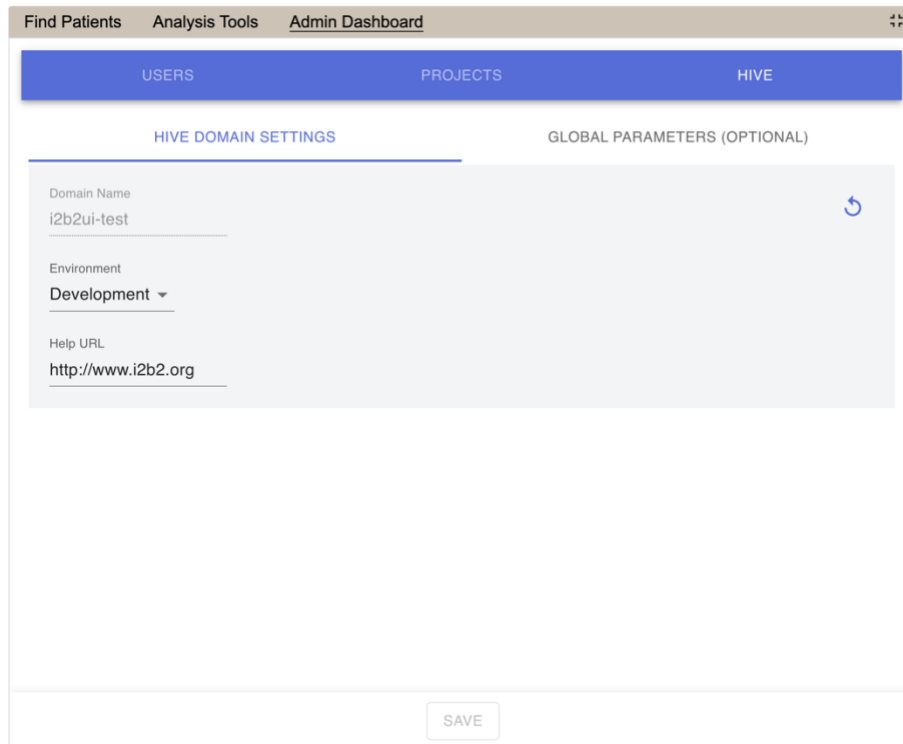 Find Patients Analysis Tools Admin Dashboard
USERS PROJECTS HIVE
HIVE DOMAIN SETTINGS GLOBAL PARAMETERS (OPTIONAL)
Domain Name
i2b2ui-test
Environment
Development
Help URL
http://www.i2b2.org
SAVE